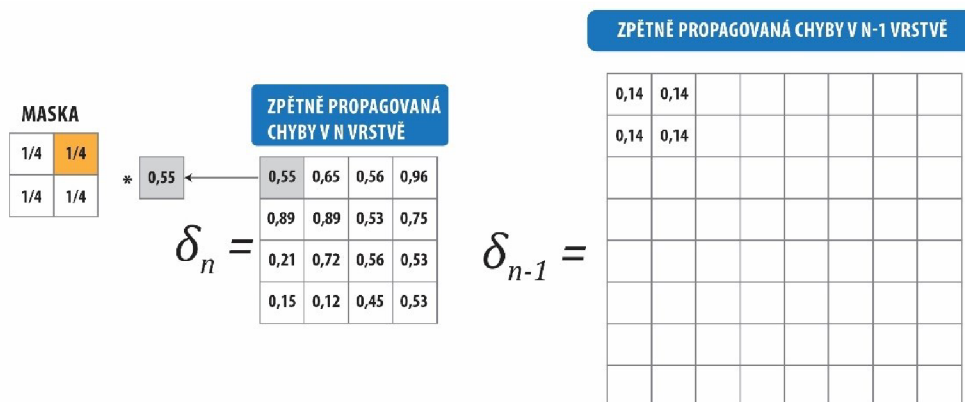 ZPĚTNĚ PROPAGOVANÁ CHYBY V N-1 VRSTVĚ
MASKA
1/4 1/4
1/4 1/4
* 0,55
ZPĚTNĚ PROPAGOVANÁ
CHYBY V N VRSTVĚ
δn =
0,55 0,65 0,56 0,96
0,89 0,89 0,53 0,75
0,21 0,72 0,56 0,53
0,15 0,12 0,45 0,53
δn-1 =
0,14 0,14
0,14 0,14